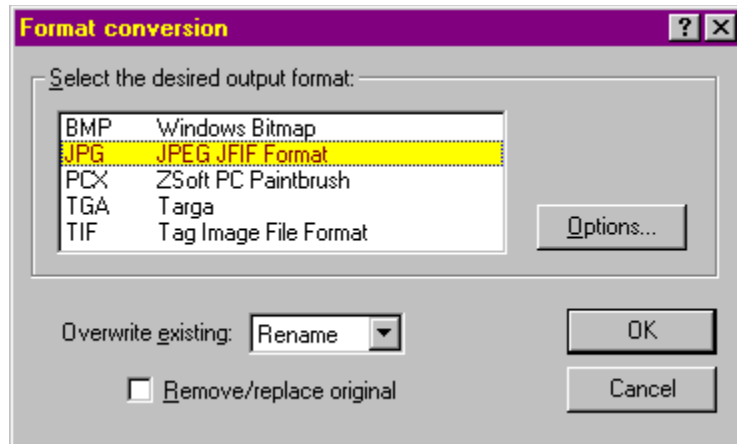 Format conversion
Select the desired output format:
BMP Windows Bitmap
JPG JPEG JFIF Format
PCX ZSoft PC Paintbrush
TGA Targa
TIF Tag Image File Format
Options...
Overwrite existing: Rename
OK
Remove/replace original
Cancel